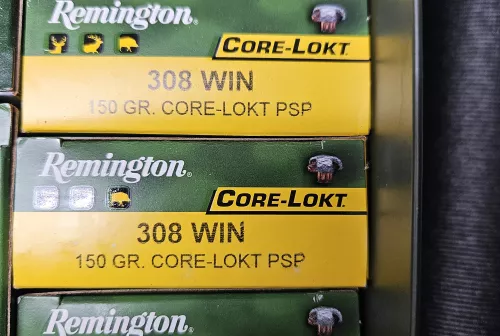 Remington®
CORE-LOKT
308 WIN
150 GR. CORE-LOKT PSP
Remington®
CORE-LOKT
308 WIN
150 GR. CORE-LOKT PSP
Remington®